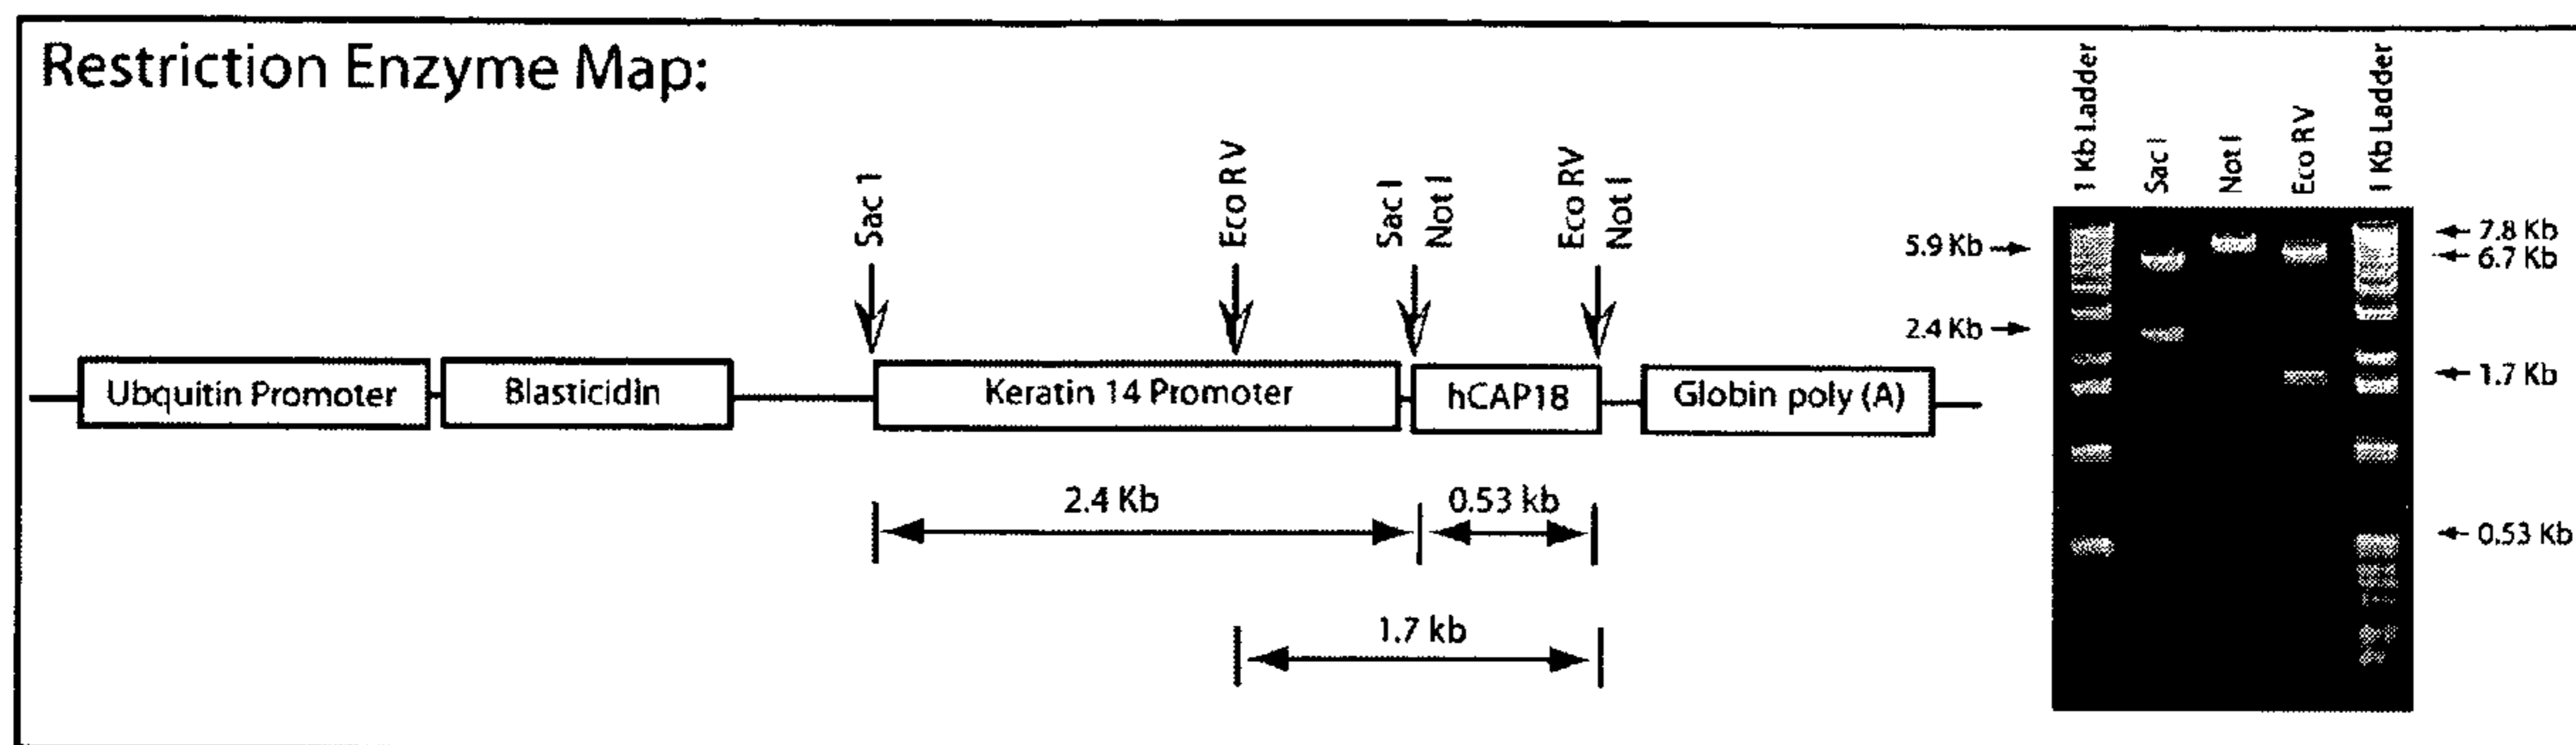 Restriction Enzyme Map:
Sac 1
Eco R V
Sac I
Not I
Eco RV
Not I
Ubquitin Promoter
Blasticidin
Keratin 14 Promoter
hCAP18
Globin poly (A)
2.4 Kb
0.53 kb
1.7 kb
1 Kb Ladder
Sac I
Not I
Eco R V
1 Kb Ladder
5.9 Kb
2.4 Kb
7.8 Kb
6.7 Kb
1.7 Kb
0.53 Kb